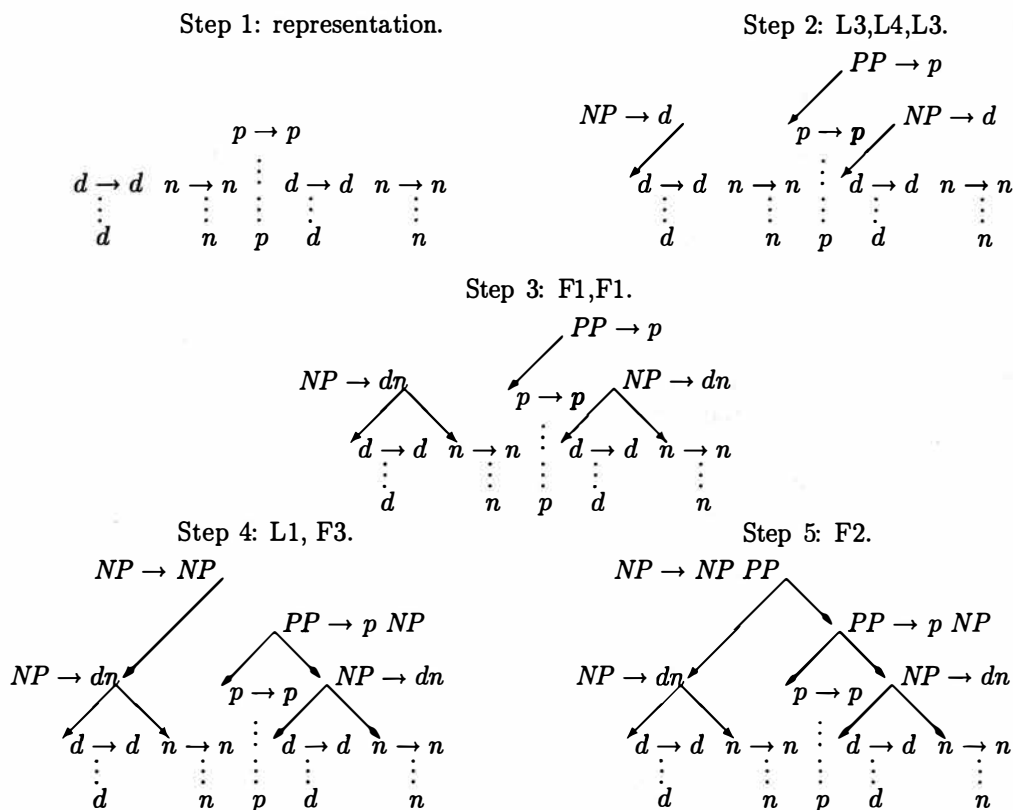 Step 1: representation.
p → p
d → d n → n d → d n → n
d n p d n
Step 2: L3,L4,L3.
PP → p
NP → d p → p NP → d
d → d n → n d → d n → n
d n p d n
Step 3: F1,F1.
PP → p
NP → dn p → p NP → dn
d → d n → n d → d n → n
d n p d n
Step 4: L1, F3.
NP → NP
PP → p NP
NP → dn p → p NP → dn
d → d n → n d → d n → n
d n p d n
Step 5: F2.
NP → NP PP
PP → p NP
NP → dn p → p NP → dn
d → d n → n d → d n → n
d n p d n